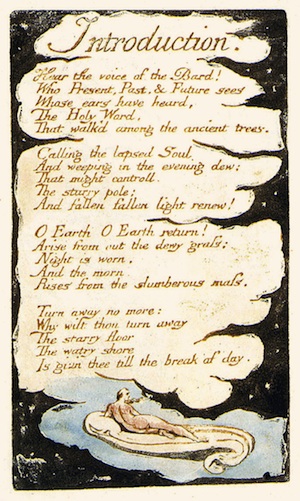 Introduction.
Hear the voice of the Bard!
Who Present, Past, & Future sees
Whose ears have heard,
The Holy Word,
That walk'd among the ancient trees.
Calling the lapsed Soul
And weeping in the evening dew:
That might controll
The starry pole;
And fallen fallen light renew!
O Earth O Earth return!
Arise from out the dewy grass;
Night is worn,
And the morn
Rises from the slumberous mass.
Turn away no more:
Why wilt thou turn away
The starry floor
The watry shore
Is giv'n thee till the break of day.